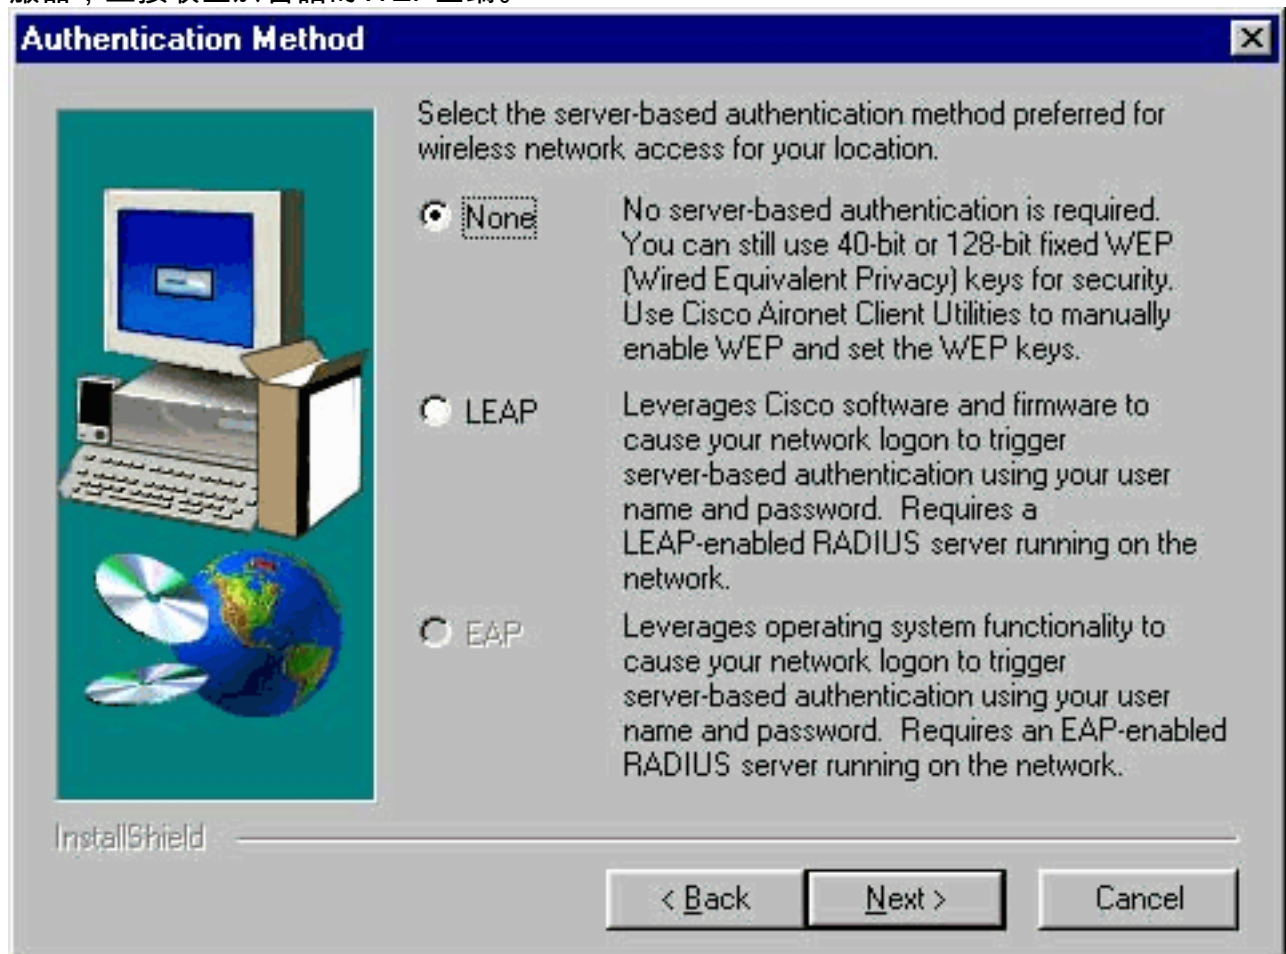 Authentication Method
Select the server-based authentication method preferred for
wireless network access for your location.
None
No server-based authentication is required.
You can still use 40-bit or 128-bit fixed WEP
(Wired Equivalent Privacy) keys for security.
Use Cisco Aironet Client Utilities to manually
enable WEP and set the WEP keys.
LEAP
Leverages Cisco software and firmware to
cause your network logon to trigger
server-based authentication using your user
name and password. Requires a
LEAP-enabled RADIUS server running on the
network.
EAP
Leverages operating system functionality to
cause your network logon to trigger
server-based authentication using your user
name and password. Requires an EAP-enabled
RADIUS server running on the network.
InstallShield
< Back
Next >
Cancel